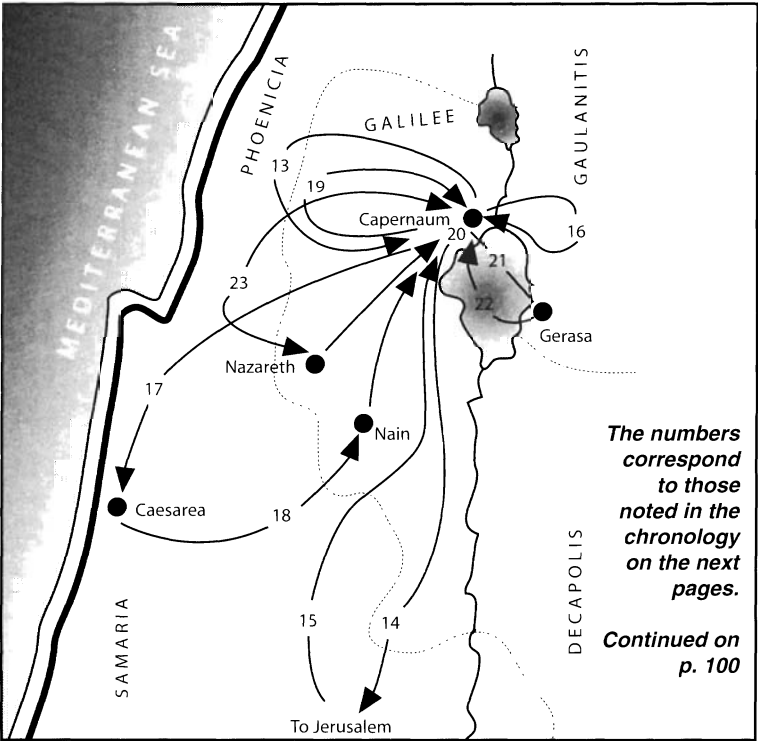 MEDITERRANEAN SEA
PHOENICIA
GALILEE
GAULANITIS
13
19
Capernaum
20
16
21
23
22
Gerasa
Nazareth
17
Nain
Caesarea
18
The numbers
correspond
to those
noted in the
chronology
on the next
pages.
Continued on
p. 100
DECAPOLIS
SAMARIA
15
14
To Jerusalem